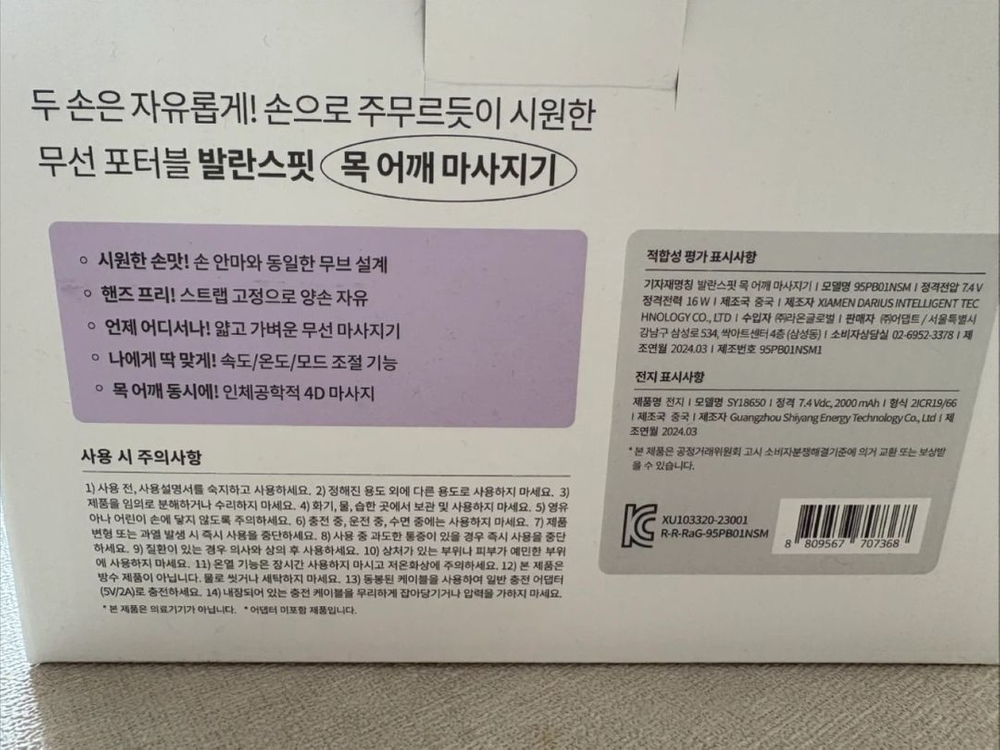 두 손은 자유롭게! 손으로 주무르듯이 시원한
무선 포터블 발란스핏 목 어깨 마사지기
시원한 손맛! 손 안마와 동일한 무브 설계
핸즈 프리! 스트랩 고정으로 양손 자유
언제 어디서나! 얇고 가벼운 무선 마사지기
나에게 딱 맞게! 속도/온도/모드 조절 기능
목 어깨 동시에! 인체공학적 4D 마사지
사용 시 주의사항
1) 사용 전, 사용설명서를 숙지하고 사용하세요. 2) 정해진 용도 외에 다른 용도로 사용하지 마세요. 3)
제품을 임의로 분해하거나 수리하지 마세요. 4) 화기, 물, 습한 곳에서 보관 및 사용하지 마세요. 5) 영유
아나 어린이 손에 닿지 않도록 주의하세요. 6) 충전 중, 운전 중, 수면 중에는 사용하지 마세요. 7) 제품
변형 또는 과열 발생 시 즉시 사용을 중단하세요. 8) 사용 중 과도한 통증이 있을 경우 즉시 사용을 중단
하세요. 9) 질환이 있는 경우 의사와 상의 후 사용하세요. 10) 상처가 있는 부위나 피부가 예민한 부위
에 사용하지 마세요. 11) 온열 기능은 장시간 사용하지 마시고 저온화상에 주의하세요. 12) 본 제품은
방수 제품이 아닙니다. 물로 씻거나 세탁하지 마세요. 13) 동봉된 케이블을 사용하여 일반 충전 어댑터
(5V/2A)로 충전하세요. 14) 내장되어 있는 충전 케이블을 무리하게 잡아당기거나 압력을 가하지 마세요.
* 본 제품은 의료기기가 아닙니다. * 어댑터 미포함 제품입니다.
적합성 평가 표시사항
기자재명칭 발란스핏 목 어깨 마사지기 | 모델명 95PB01NSM | 정격전압 7.4 V
정격전력 16 W | 제조국 중국 | 제조자 XIAMEN DARIUS INTELLIGENT TEC
HNOLOGY CO., LTD | 수입자 ㈜라온글로벌 | 판매자 ㈜어댑트 / 서울특별시
강남구 삼성로 534, 싹아트센터 4층 (삼성동) | 소비자상담실 02-6952-3378 | 제
조연월 2024.03 | 제조번호 95PB01NSM1
전지 표시사항
제품명 전지 | 모델명 SY18650 | 정격 7.4 Vdc, 2000 mAh | 형식 2ICR19/66
| 제조국 중국 | 제조자 Guangzhou Shiyang Energy Technology Co., Ltd | 제
조연월 2024.03
* 본 제품은 공정거래위원회 고시 소비자분쟁해결기준에 의거 교환 또는 보상받
을 수 있습니다.
XU103320-23001
R-R-RaG-95PB01NSM
8 809567 707368